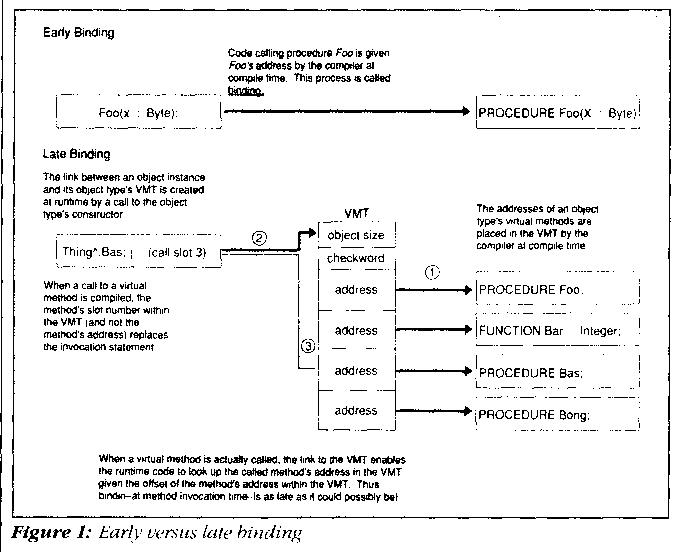 Early Binding
Code calling procedure Foo is given
Foo's address by the compiler at
compile time. This process is called
binding.
Foo(x : Byte);
PROCEDURE Foo(X : Byte)
Late Binding
The link between an object instance
and its object type's VMT is created
at runtime by a call to the object
type's constructor
Thing^.Bas; (call slot 3)
When a call to a virtual
method is compiled, the
method's slot number within
the VMT (and not the
method's address) replaces
the invocation statement
VMT
object size
checkword
address
address
address
address
②
①
③
The addresses of an object
type's virtual methods are
placed in the VMT by the
compiler at compile time
PROCEDURE Foo.
FUNCTION Bar Integer;
PROCEDURE Bas;
PROCEDURE Bong;
When a virtual method is actually called, the link to the VMT enables
the runtime code to look up the called method's address in the VMT
given the offset of the method's address within the VMT. Thus
bindin–at method invocation time–is as late as it could possibly be!
Figure 1: Early versus late binding